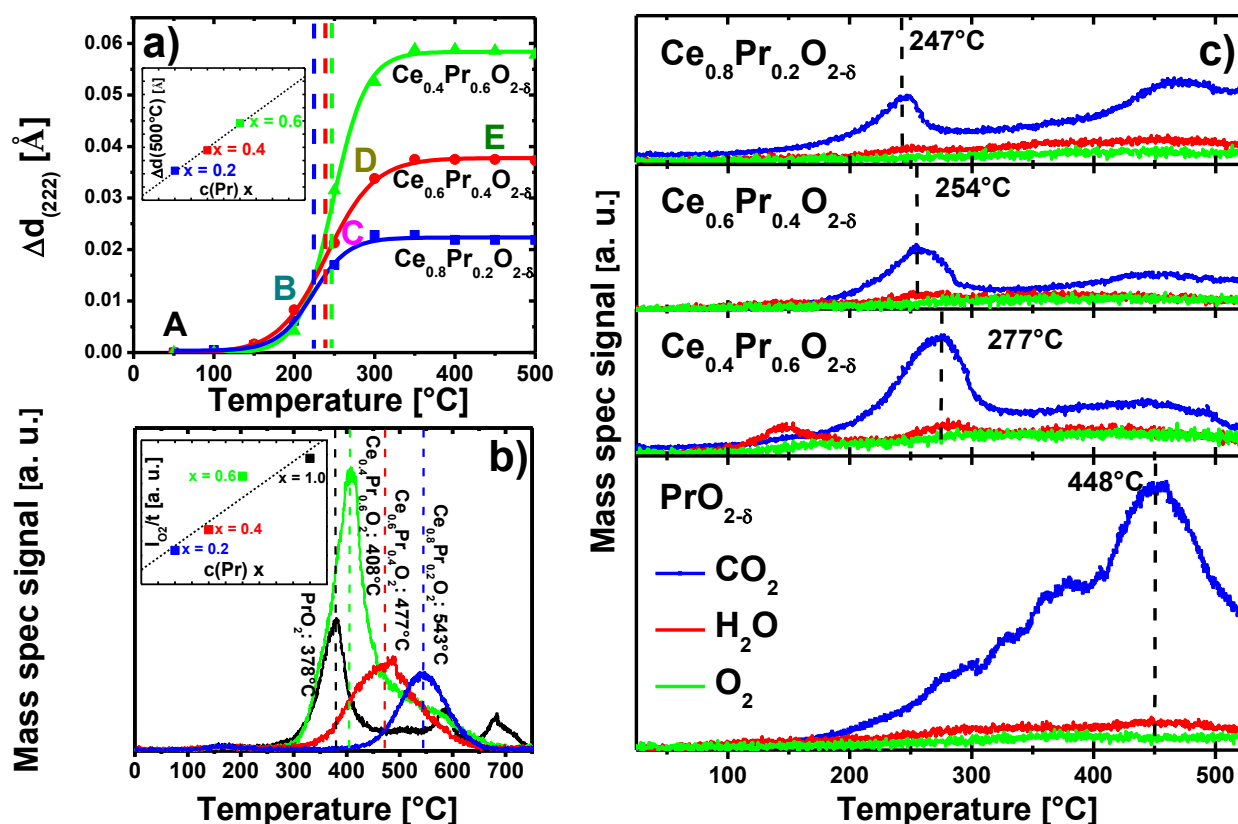 a)
Δd(222) [Å]
0.06
0.05
0.04
0.03
0.02
0.01
0.00
Δd(500°C) [Å]
x = 0.6
x = 0.4
x = 0.2
c(Pr) x
A
B
C
D
E
Ce0.4Pr0.6O2-δ
Ce0.6Pr0.4O2-δ
Ce0.8Pr0.2O2-δ
0 100 200 300 400 500
Temperature [°C]
b)
Mass spec signal [a. u.]
IO2/t [a. u.]
x = 0.6
x = 1.0
x = 0.4
x = 0.2
c(Pr) x
PrO2: 378°C
Ce0.4Pr0.6O2: 408°C
Ce0.6Pr0.4O2: 477°C
Ce0.8Pr0.2O2: 543°C
0 100 200 300 400 500 600 700
Temperature [°C]
c)
Mass spec signal [a. u.]
Ce0.8Pr0.2O2-δ
247°C
Ce0.6Pr0.4O2-δ
254°C
Ce0.4Pr0.6O2-δ
277°C
PrO2-δ
448°C
CO2
H2O
O2
100 200 300 400 500
Temperature [°C]